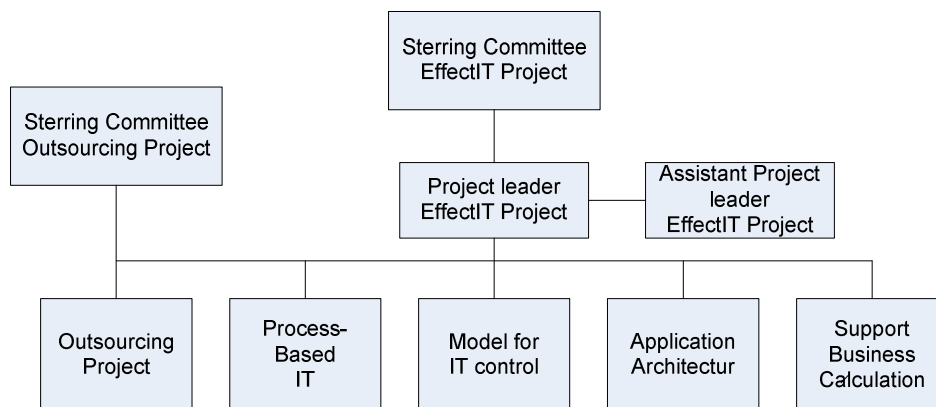 Sterring Committee
EffectIT Project
Sterring Committee
Outsourcing Project
Project leader
EffectIT Project
Assistant Project
leader
EffectIT Project
Outsourcing
Project
Process-
Based
IT
Model for
IT control
Application
Architectur
Support
Business
Calculation